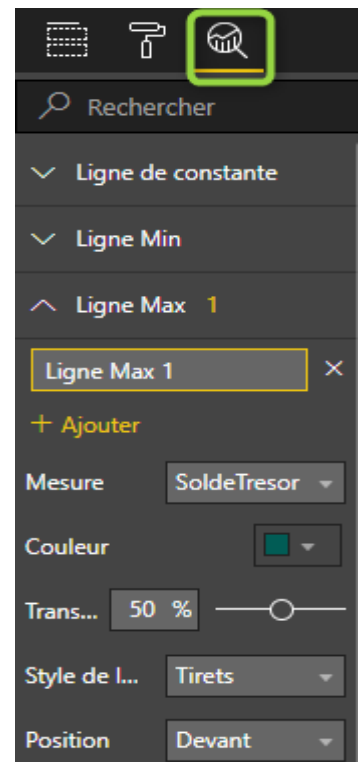 Rechercher
Ligne de constante
Ligne Min
Ligne Max 1
Ligne Max 1
+ Ajouter
Mesure SoldeTresor
Couleur
Trans... 50 %
Style de l... Tirets
Position Devant